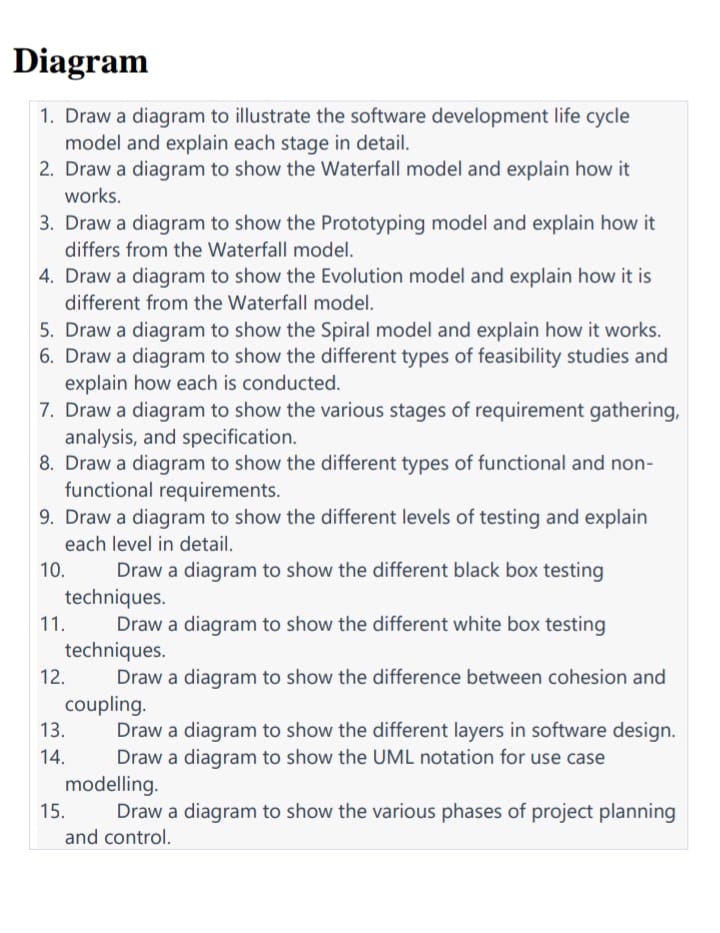 Diagram
1. Draw a diagram to illustrate the software development life cycle
model and explain each stage in detail.
2. Draw a diagram to show the Waterfall model and explain how it
works.
3. Draw a diagram to show the Prototyping model and explain how it
differs from the Waterfall model.
4. Draw a diagram to show the Evolution model and explain how it is
different from the Waterfall model.
5. Draw a diagram to show the Spiral model and explain how it works.
6. Draw a diagram to show the different types of feasibility studies and
explain how each is conducted.
7. Draw a diagram to show the various stages of requirement gathering,
analysis, and specification.
8. Draw a diagram to show the different types of functional and non-
functional requirements.
9. Draw a diagram to show the different levels of testing and explain
each level in detail.
10. Draw a diagram to show the different black box testing
techniques.
11. Draw a diagram to show the different white box testing
techniques.
12. Draw a diagram to show the difference between cohesion and
coupling.
13. Draw a diagram to show the different layers in software design.
14. Draw a diagram to show the UML notation for use case
modelling.
15. Draw a diagram to show the various phases of project planning
and control.